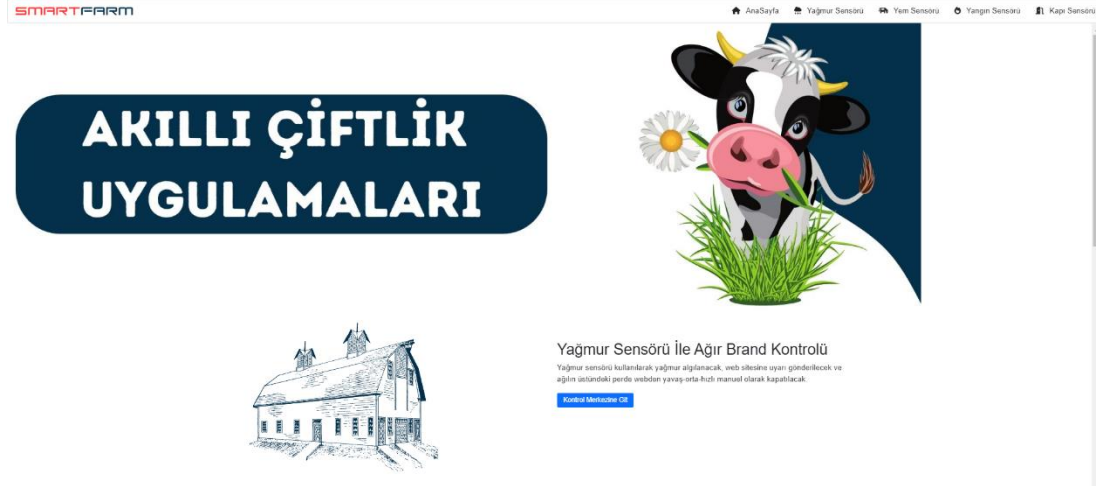 SMARTFARM
AnaSayfa Yağmur Sensörü Yem Sensörü Yangın Sensörü Kapı Sensörü
AKILLI ÇİFTLİK
UYGULAMALARI
Yağmur Sensörü İle Ağır Brand Kontrolü
Yağmur sensörü kullanılarak yağmur algılanacak, web sitesine uyarı gönderilecek ve
ağılın üstündeki perde webden yavaş-orta-hızlı manuel olarak kapatılacak.
Kontrol Merkezine Git